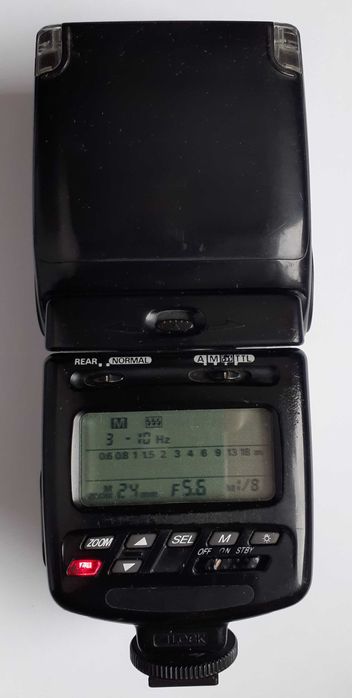 REAR NORMAL A M TTL
M
3 - 10 Hz
0.6 0.8 1 1.5 2 3 4 6 9 13 18 m
M ZOOM 24 mm F5.6 M 1/8
ZOOM ▲ SEL M
▼ OFF ON STBY
LOCK